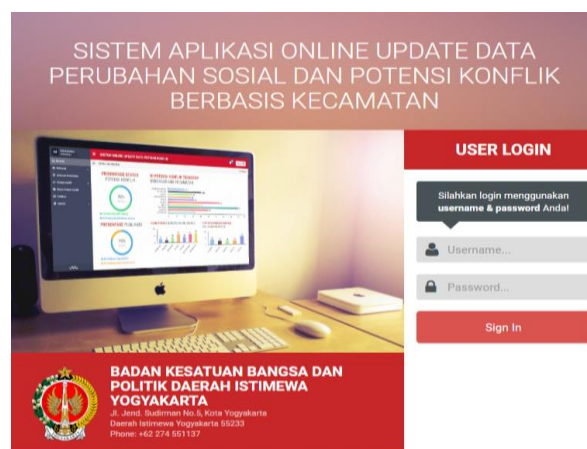 SISTEM APLIKASI ONLINE UPDATE DATA
PERUBAHAN SOSIAL DAN POTENSI KONFLIK
BERBASIS KECAMATAN
USER LOGIN
Silahkan login menggunakan
username & password Anda!
Username...
Password...
Sign In
BADAN KESATUAN BANGSA DAN
POLITIK DAERAH ISTIMEWA
YOGYAKARTA
Jl. Jend. Sudirman No.5, Kota Yogyakarta
Daerah Istimewa Yogyakarta 55233
Phone: +62 274 551137